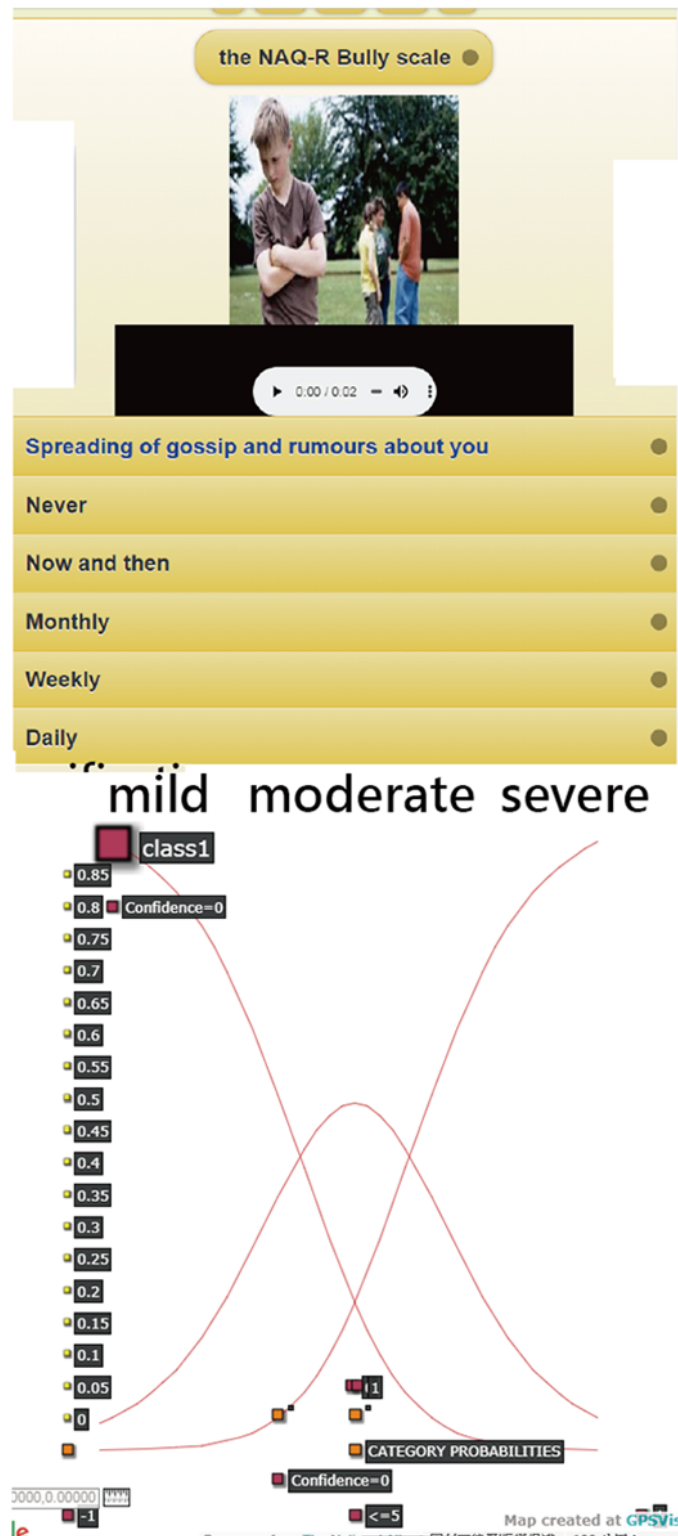 the NAQ-R Bully scale
0:00 / 0:02
Spreading of gossip and rumours about you
Never
Now and then
Monthly
Weekly
Daily
mild moderate severe
class1
0.85
0.8 Confidence=0
0.75
0.7
0.65
0.6
0.55
0.5
0.45
0.4
0.35
0.3
0.25
0.2
0.15
0.1
0.05 1
0
CATEGORY PROBABILITIES
Confidence=0
0000,0.00000
-1 <=5
Map created at GPSVis